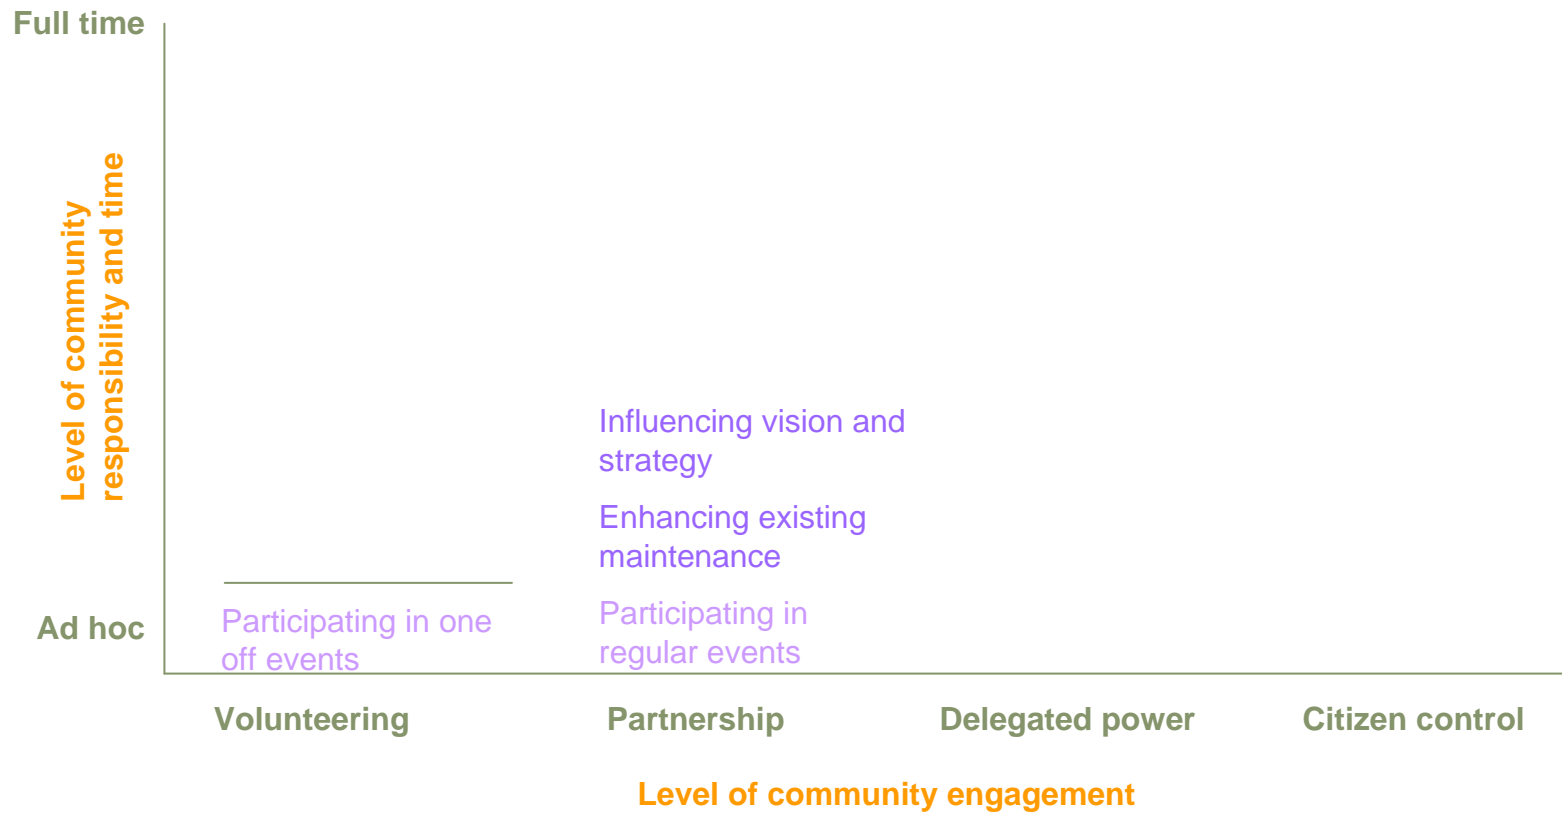 Full time
Level of community
responsibility and time
Influencing vision and
strategy
Enhancing existing
maintenance
Ad hoc
Participating in one
off events
Participating in
regular events
Volunteering
Partnership
Delegated power
Citizen control
Level of community engagement